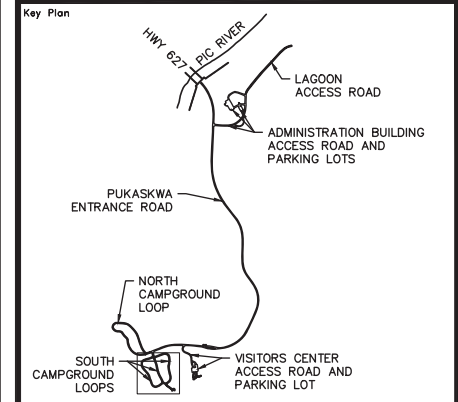 Key Plan
HWY 627
PIC RIVER
LAGOON
ACCESS ROAD
ADMINISTRATION BUILDING
ACCESS ROAD AND
PARKING LOTS
PUKASKWA
ENTRANCE ROAD
NORTH
CAMPGROUND
LOOP
SOUTH
CAMPGROUND
LOOPS
VISITORS CENTER
ACCESS ROAD AND
PARKING LOT